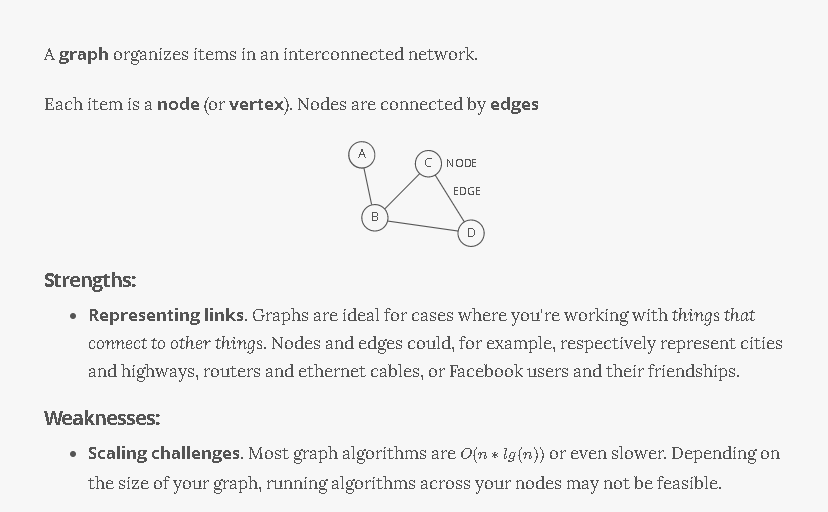 A graph organizes items in an interconnected network.
Each item is a node (or vertex). Nodes are connected by edges
A
C NODE
EDGE
B
D
Strengths:
• Representing links. Graphs are ideal for cases where you're working with things that
connect to other things. Nodes and edges could, for example, respectively represent cities
and highways, routers and ethernet cables, or Facebook users and their friendships.
Weaknesses:
• Scaling challenges. Most graph algorithms are O(n * lg(n)) or even slower. Depending on
the size of your graph, running algorithms across your nodes may not be feasible.